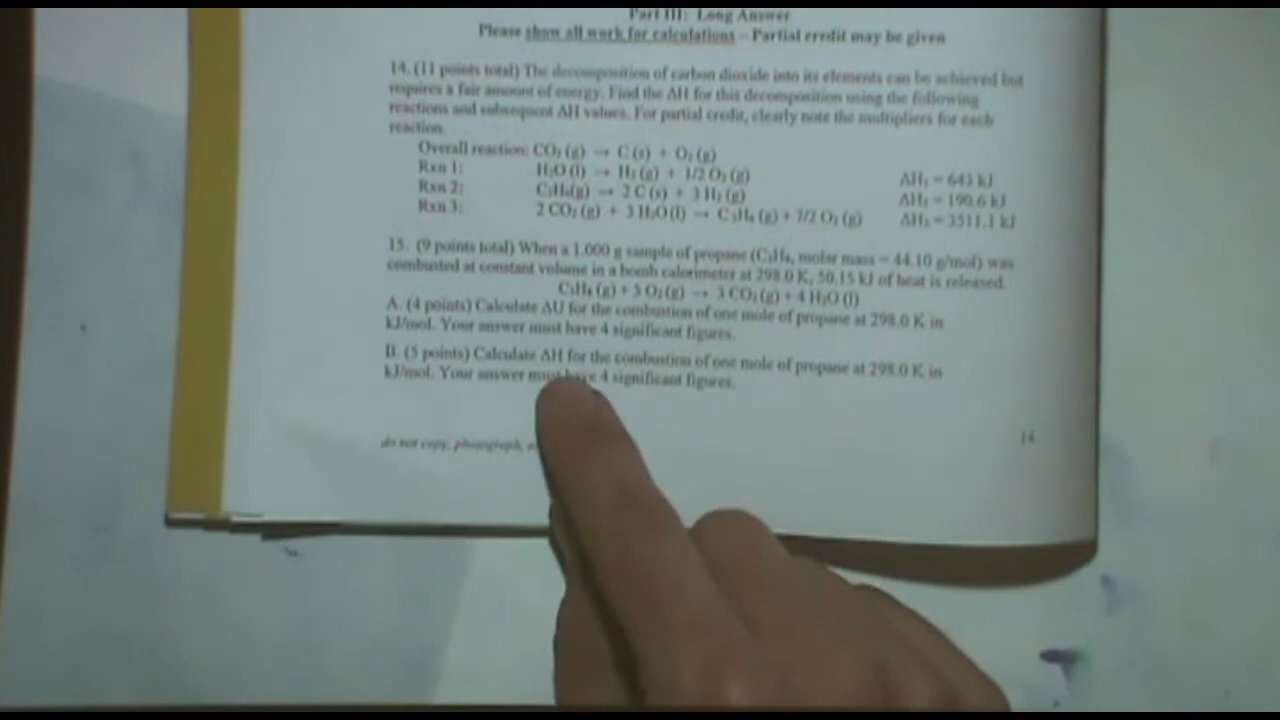 Part III: Long Answer
Please show all work for calculations – Partial credit may be given
14. (11 points total) The decomposition of carbon dioxide into its elements can be achieved but
requires a fair amount of energy. Find the ΔH for this decomposition using the following
reactions and subsequent ΔH values. For partial credit, clearly note the multipliers for each
reaction.
Overall reaction: CO₂ (g) → C (s) + O₂ (g)
Rxn 1: H₂O (l) → H₂ (g) + 1/2 O₂ (g) ΔH₁ = 643 kJ
Rxn 2: C₂H₆(g) → 2 C (s) + 3 H₂ (g) ΔH₂ = 190.6 kJ
Rxn 3: 2 CO₂ (g) + 3 H₂O (l) → C₂H₆ (g) + 7/2 O₂ (g) ΔH₃ = 3511.1 kJ
15. (9 points total) When a 1.000 g sample of propane (C₃H₈, molar mass = 44.10 g/mol) was
combusted at constant volume in a bomb calorimeter at 298.0 K, 50.15 kJ of heat is released.
C₃H₈ (g) + 5 O₂ (g) → 3 CO₂ (g) + 4 H₂O (l)
A. (4 points) Calculate ΔU for the combustion of one mole of propane at 298.0 K in
kJ/mol. Your answer must have 4 significant figures.
B. (5 points) Calculate ΔH for the combustion of one mole of propane at 298.0 K in
kJ/mol. Your answer must have 4 significant figures.
do not copy, photograph,
14